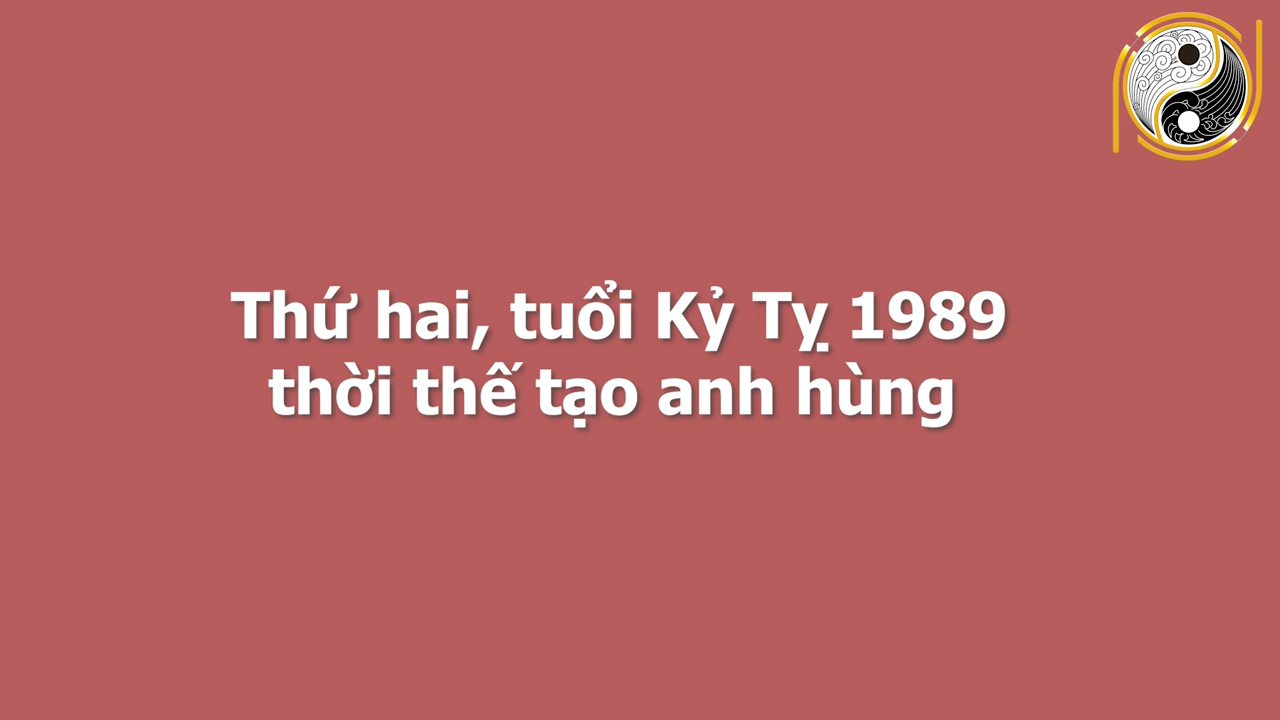 Thứ hai, tuổi Kỷ Tỵ 1989
thời thế tạo anh hùng